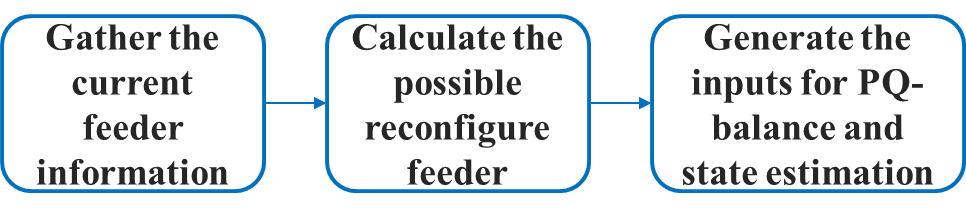 Gather the
current
feeder
information
Calculate the
possible
reconfigure
feeder
Generate the
inputs for PQ-
balance and
state estimation